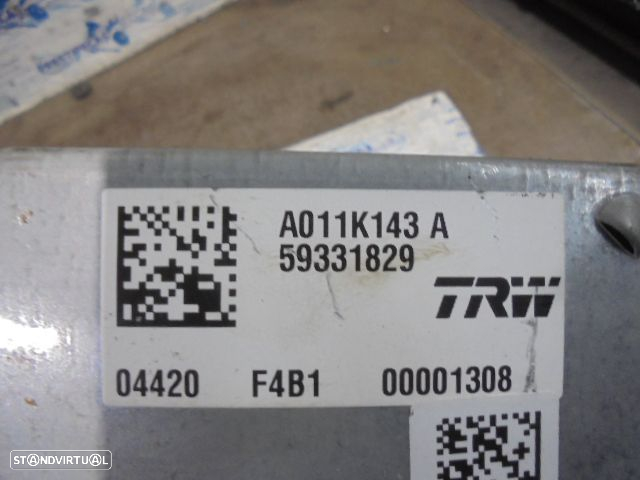 A011K143 A
59331829
TRW
04420 F4B1 00001308
STANDVIRTUAL